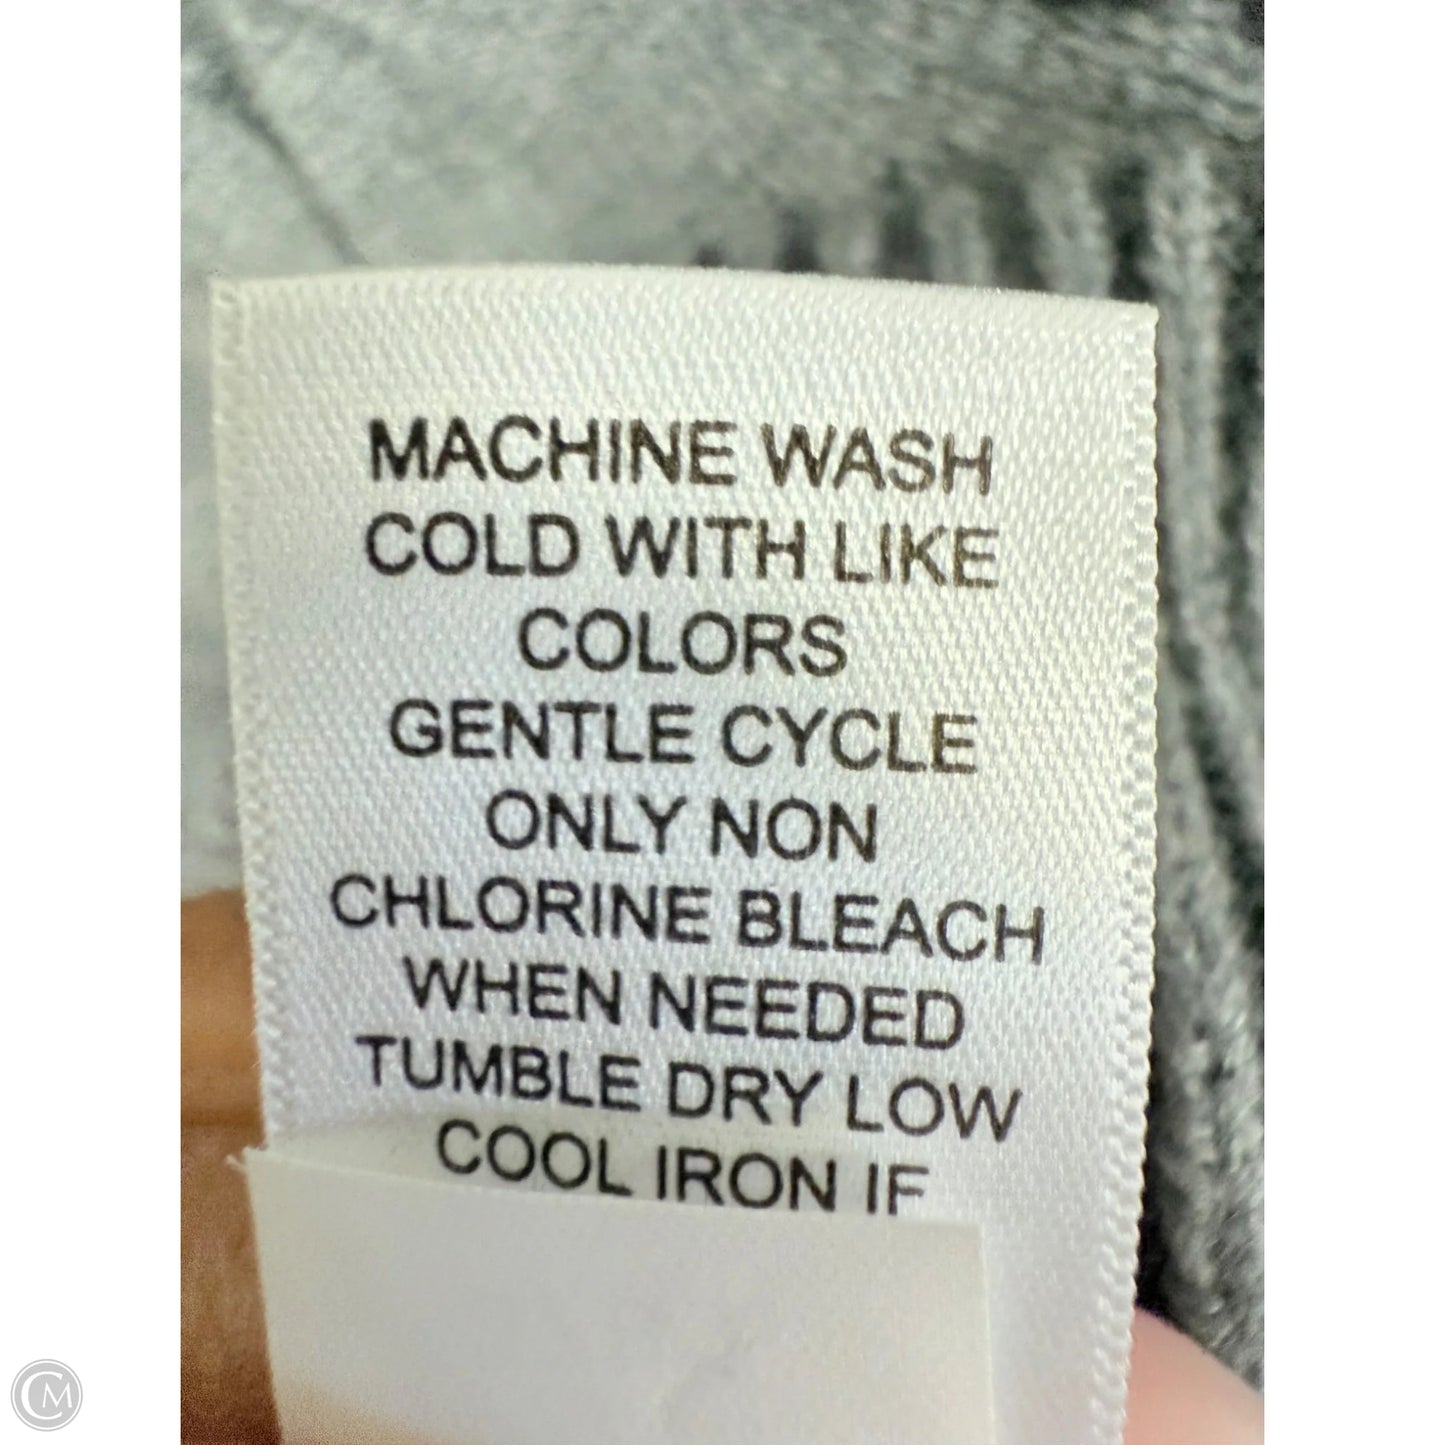 MACHINE WASH
COLD WITH LIKE
COLORS
GENTLE CYCLE
ONLY NON
CHLORINE BLEACH
WHEN NEEDED
TUMBLE DRY LOW
COOL IRON IF
CM